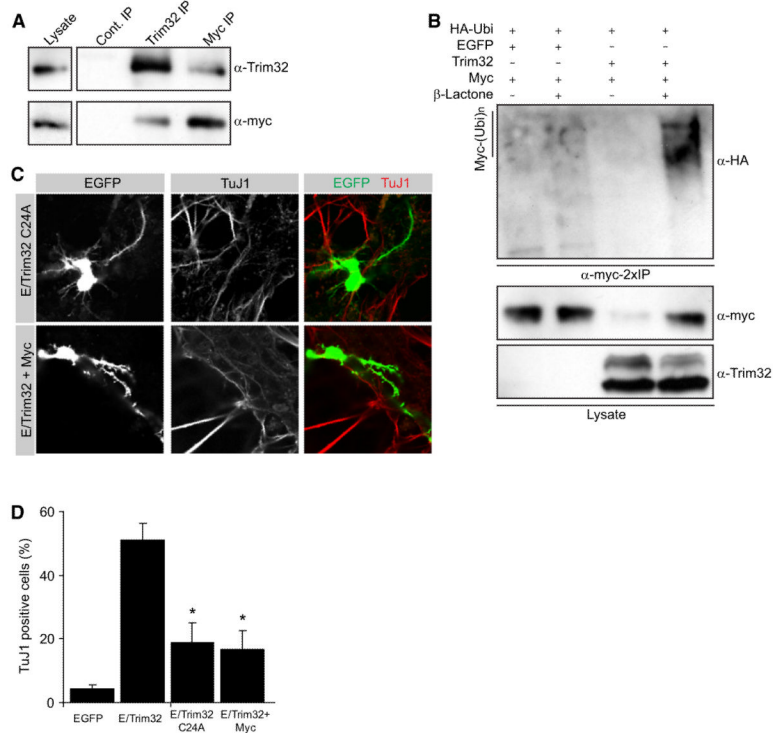 A
Lysate
Cont. IP
Trim32 IP
Myc IP
α-Trim32
α-myc
B
HA-Ubi + + + +
EGFP + + - -
Trim32 - - + +
Myc + + + +
β-Lactone - + - +
Myc-(Ubi)n
α-HA
α-myc-2xIP
α-myc
α-Trim32
Lysate
C
EGFP
TuJ1
EGFP TuJ1
E/Trim32 C24A
E/Trim32 + Myc
D
TuJ1 positive cells (%)
60
40
20
0
* *
EGFP
E/Trim32
E/Trim32
C24A
E/Trim32+
Myc